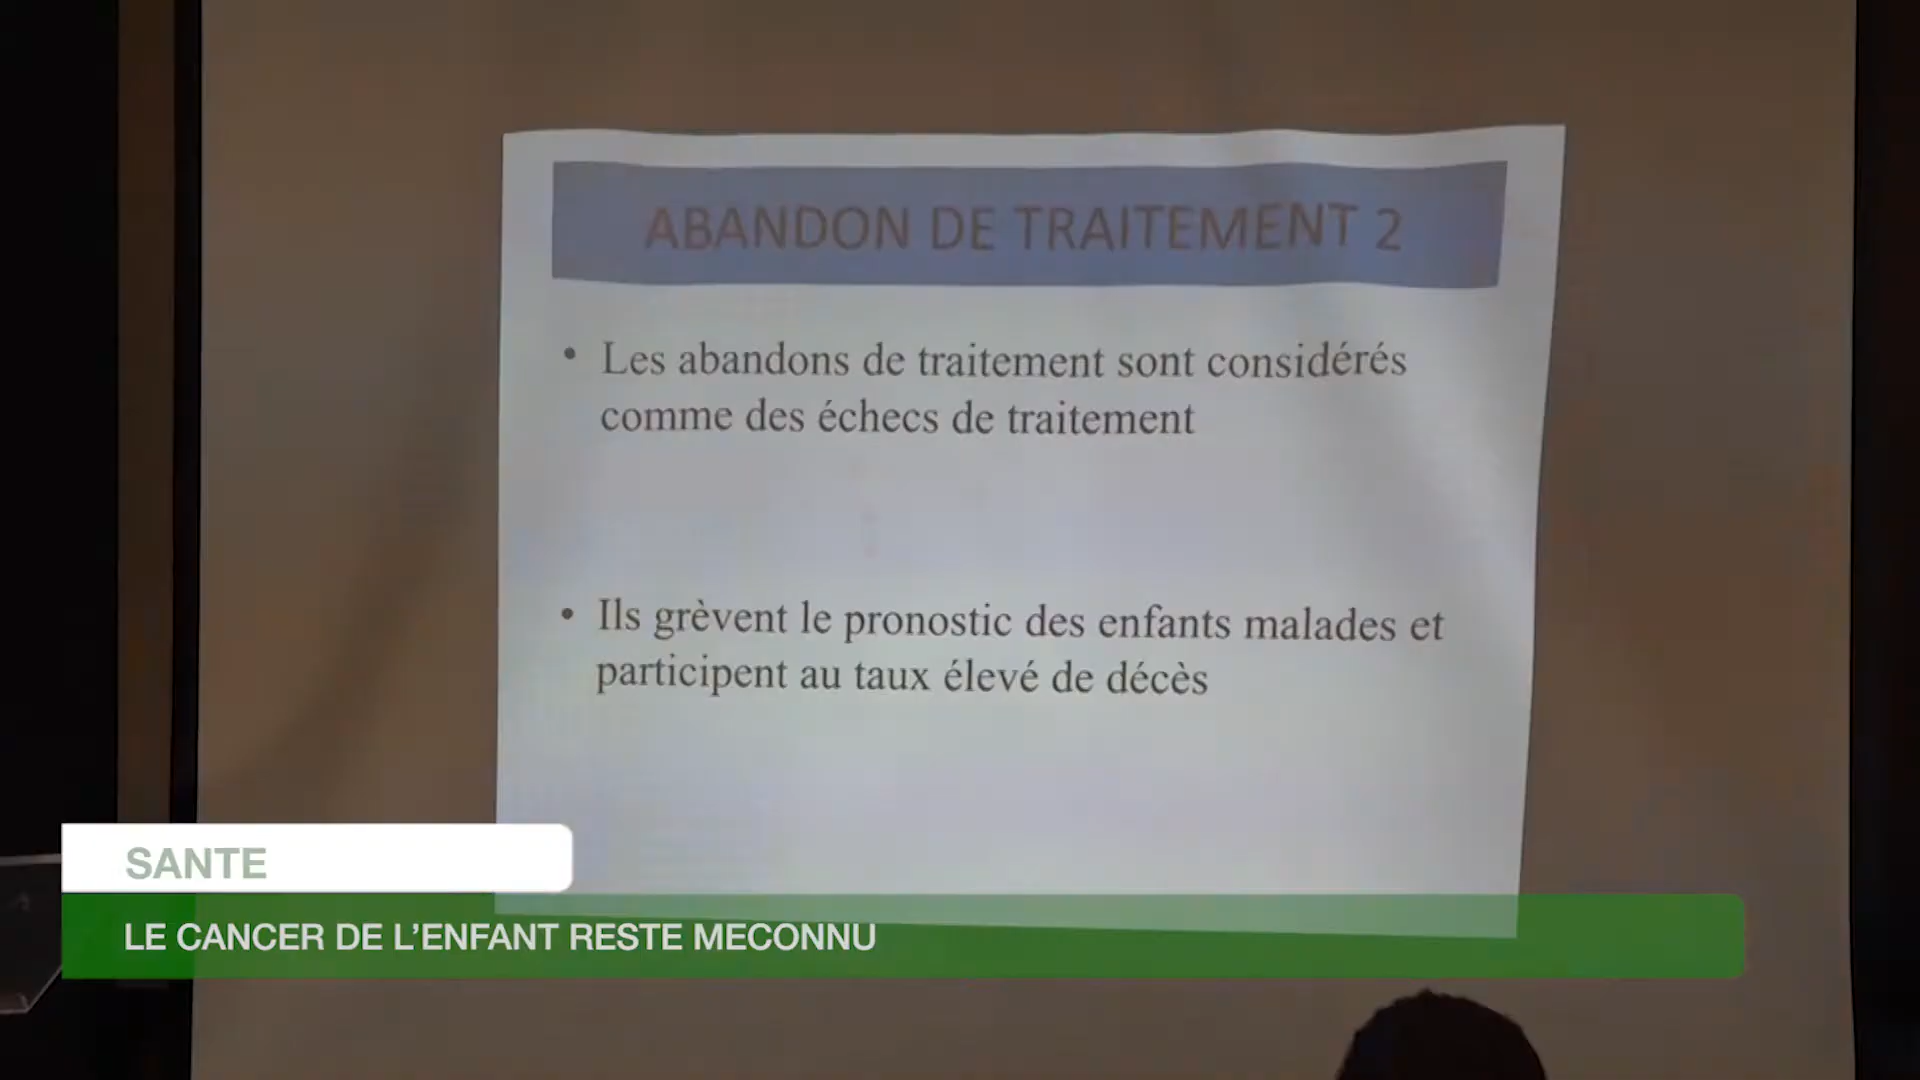 ABANDON DE TRAITEMENT 2
• Les abandons de traitement sont considérés
comme des échecs de traitement
• Ils grèvent le pronostic des enfants malades et
participent au taux élevé de décès
SANTE
LE CANCER DE L’ENFANT RESTE MECONNU